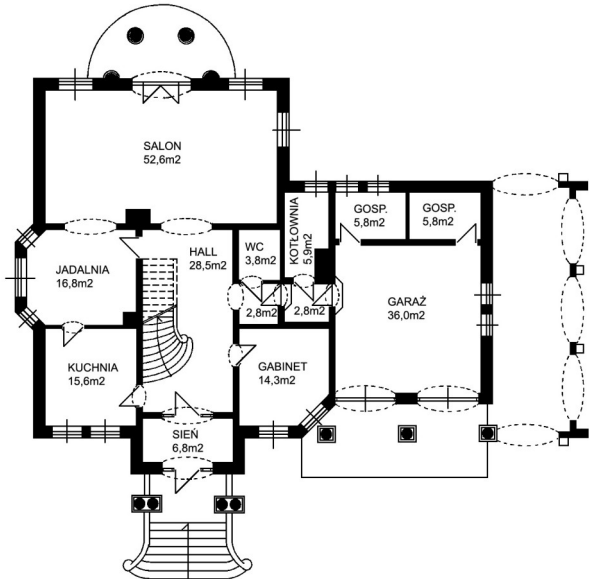 SALON
52,6m2
GOSP.
5,8m2
GOSP.
5,8m2
KOTŁOWNIA
5,9m2
HALL
28,5m2
WC
3,8m2
JADALNIA
16,8m2
2,8m2
2,8m2
GARAŻ
36,0m2
KUCHNIA
15,6m2
GABINET
14,3m2
SIEŃ
6,8m2